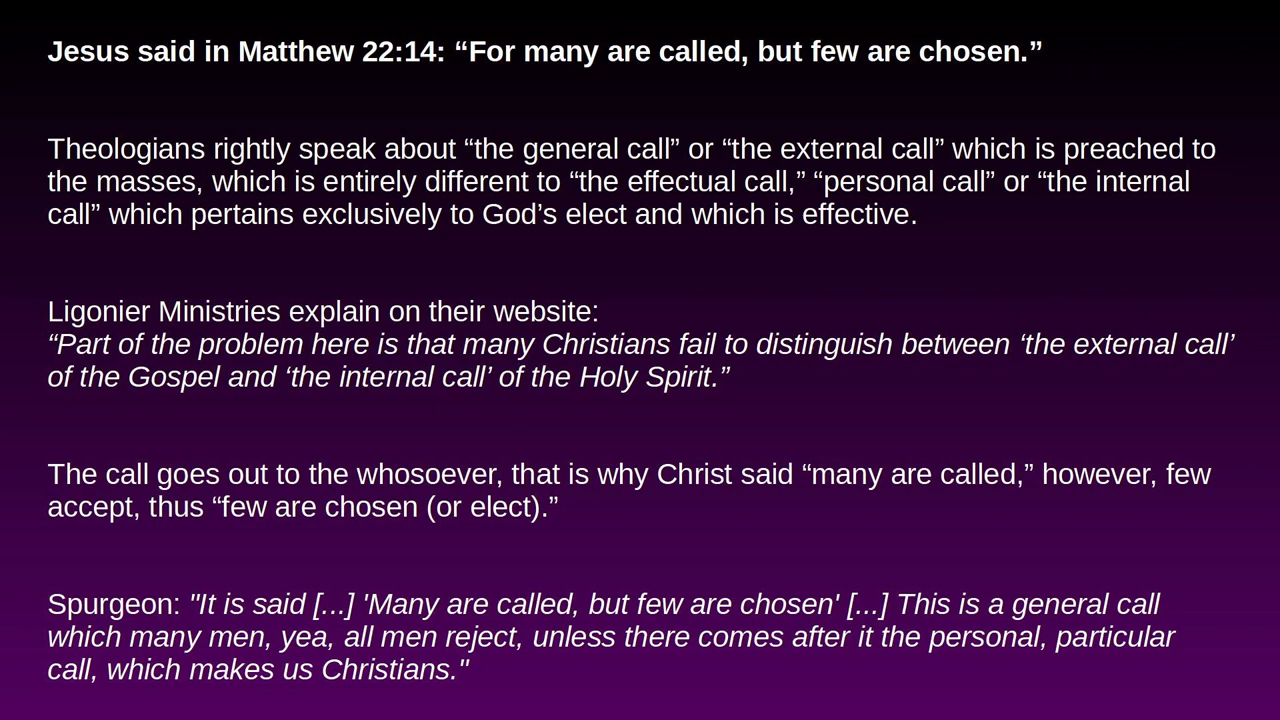 Jesus said in Matthew 22:14: “For many are called, but few are chosen.”
Theologians rightly speak about “the general call” or “the external call” which is preached to
the masses, which is entirely different to “the effectual call,” “personal call” or “the internal
call” which pertains exclusively to God’s elect and which is effective.
Ligonier Ministries explain on their website:
“Part of the problem here is that many Christians fail to distinguish between ‘the external call’
of the Gospel and ‘the internal call’ of the Holy Spirit.”
The call goes out to the whosoever, that is why Christ said “many are called,” however, few
accept, thus “few are chosen (or elect).”
Spurgeon: "It is said [...] 'Many are called, but few are chosen' [...] This is a general call
which many men, yea, all men reject, unless there comes after it the personal, particular
call, which makes us Christians."